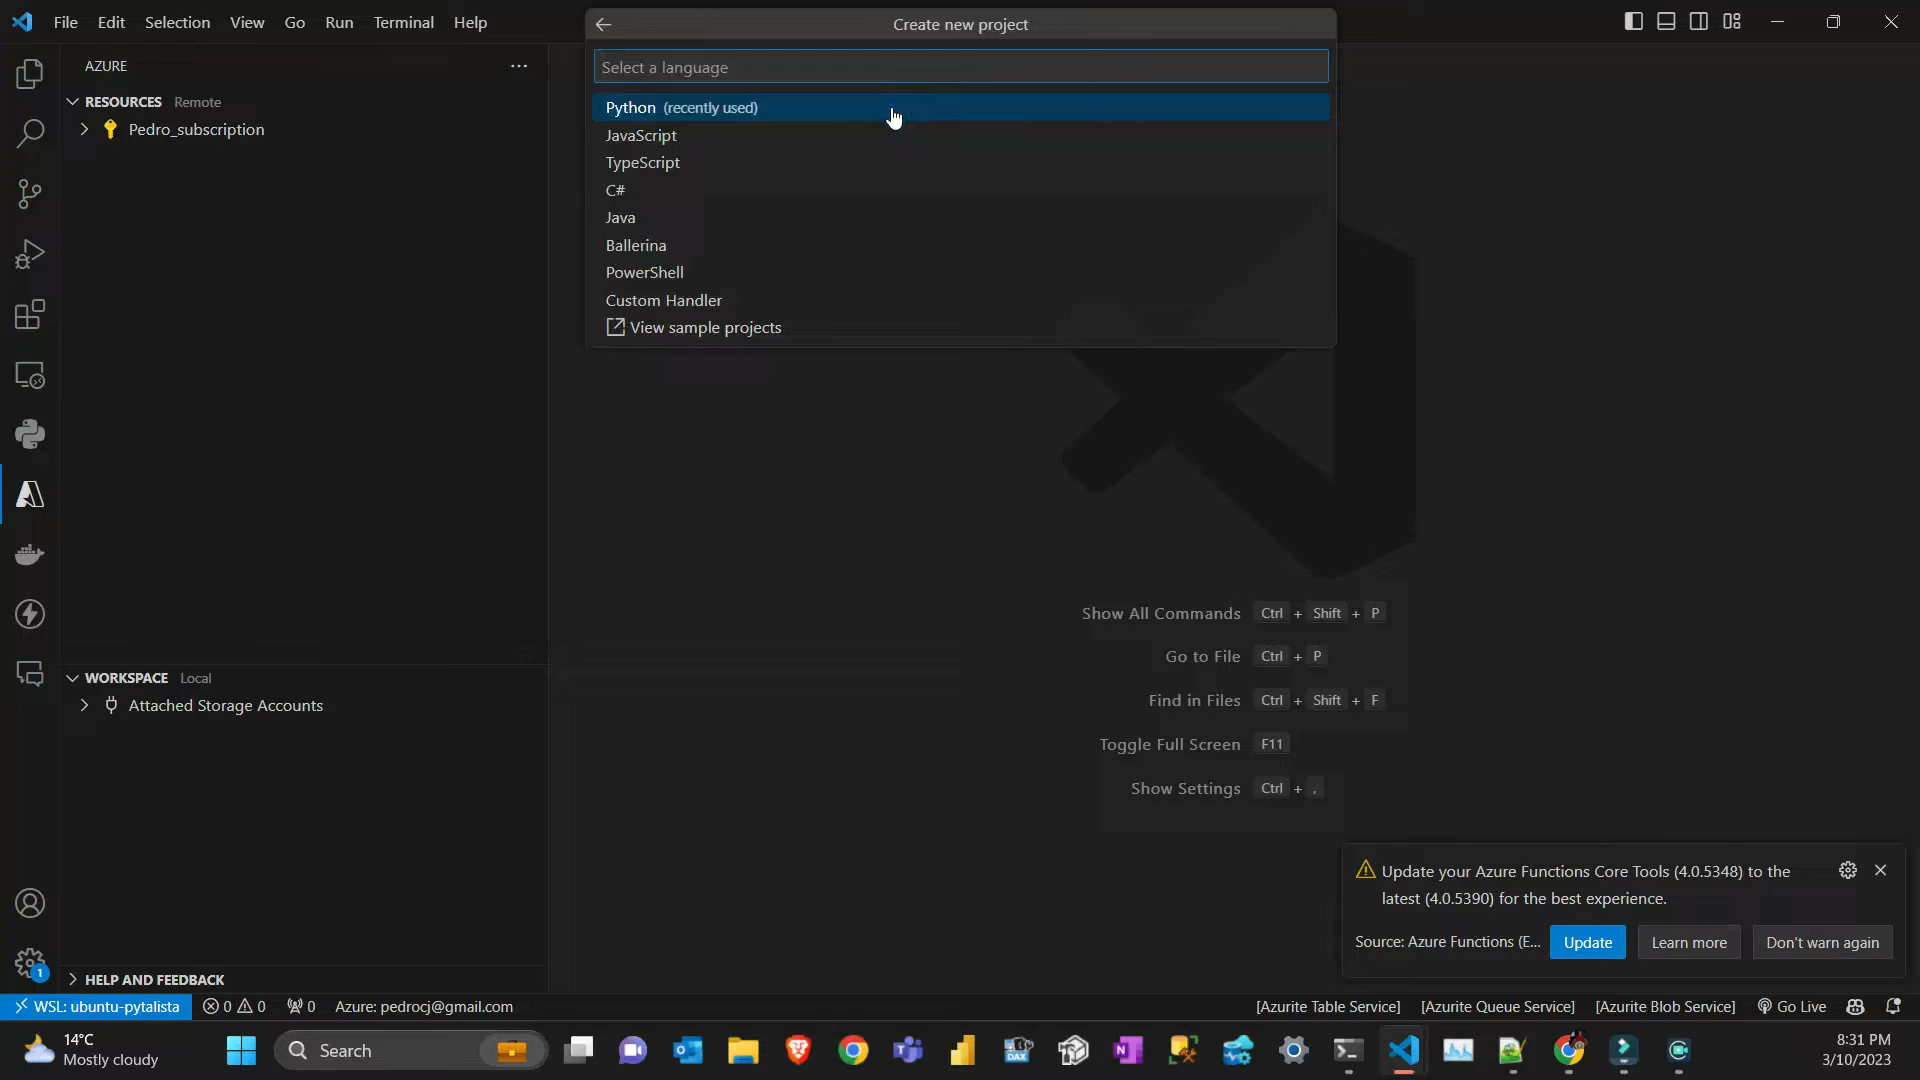 File Edit Selection View Go Run Terminal Help
Create new project
Select a language
Python (recently used)
JavaScript
TypeScript
C#
Java
Ballerina
PowerShell
Custom Handler
View sample projects
AZURE
RESOURCES Remote
Pedro_subscription
WORKSPACE Local
Attached Storage Accounts
HELP AND FEEDBACK
Show All Commands Ctrl + Shift + P
Go to File Ctrl + P
Find in Files Ctrl + Shift + F
Toggle Full Screen F11
Show Settings Ctrl + ,
Update your Azure Functions Core Tools (4.0.5348) to the
latest (4.0.5390) for the best experience.
Source: Azure Functions (E... Update Learn more Don't warn again
1
WSL: ubuntu-pytalista 0 0 0 Azure: pedrocj@gmail.com [Azurite Table Service] [Azurite Queue Service] [Azurite Blob Service] Go Live
14°C
Mostly cloudy
Search
DAX
8:31 PM
3/10/2023